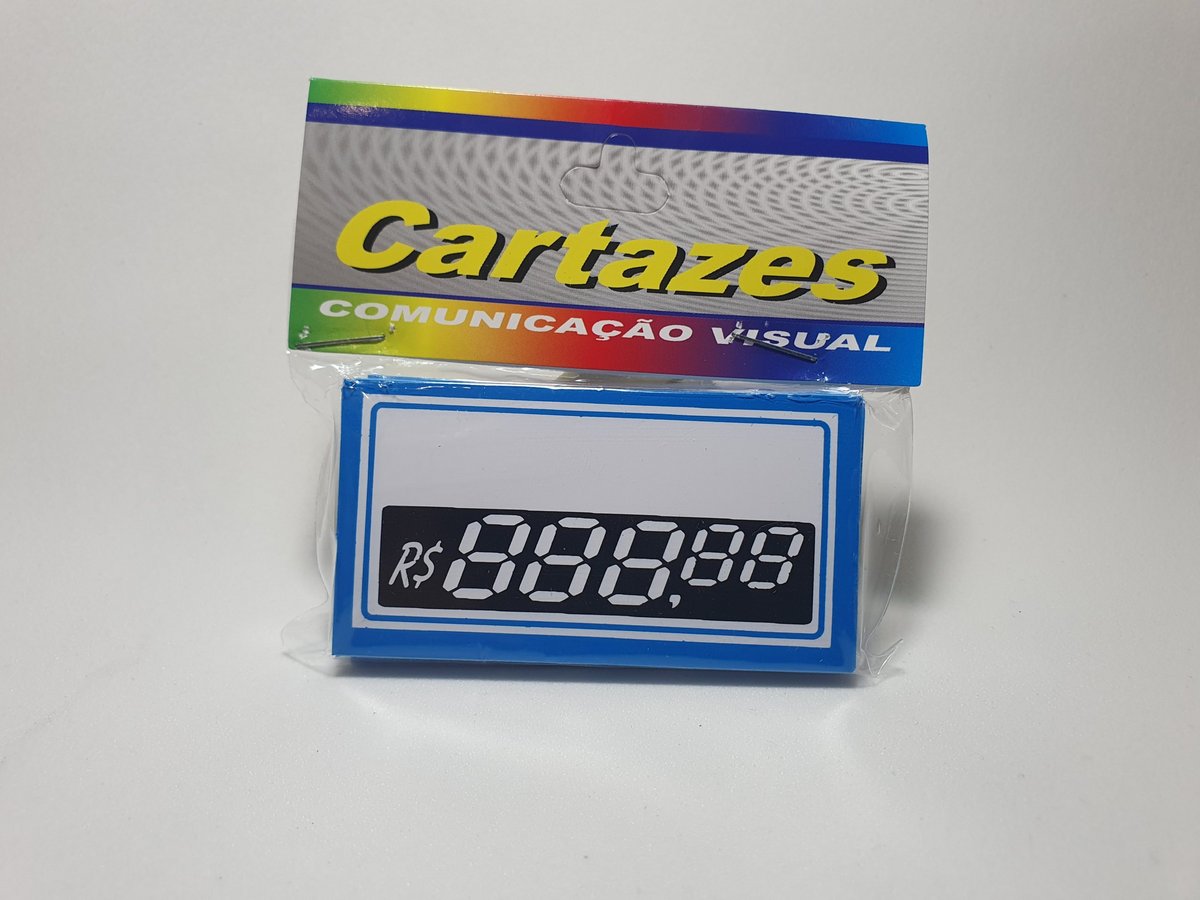 Cartazes
COMUNICAÇÃO VISUAL
R$ 888,88